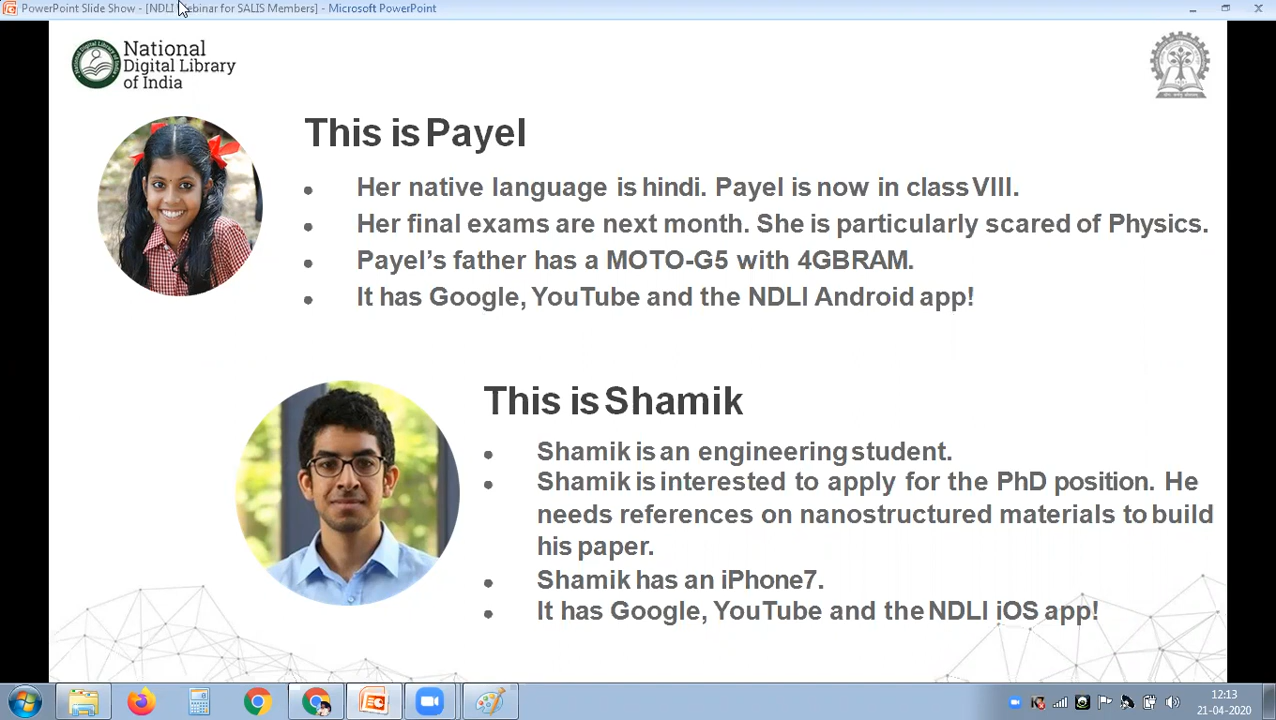 PowerPoint Slide Show - [NDLI Webinar for SALIS Members] - Microsoft PowerPoint
National
Digital Library
of India
This is Payel
Her native language is hindi. Payel is now in class VIII.
Her final exams are next month. She is particularly scared of Physics.
Payel's father has a MOTO-G5 with 4GBRAM.
It has Google, YouTube and the NDLI Android app!
This is Shamik
Shamik is an engineering student.
Shamik is interested to apply for the PhD position. He
needs references on nanostructured materials to build
his paper.
Shamik has an iPhone7.
It has Google, YouTube and the NDLI iOS app!
12:13
21-04-2020